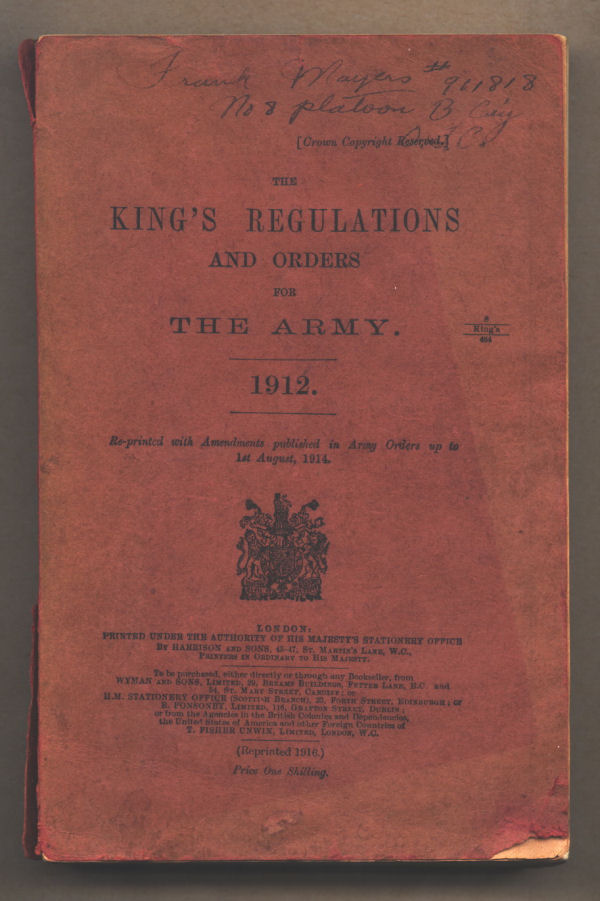 Frank Mayers # 911818
No 8 platoon B
[Crown Copyright Reserved.]
THE
KING'S REGULATIONS
AND ORDERS
FOR
THE ARMY.
8
King's
464
1912.
Re-printed with Amendments published in Army Orders up to
1st August, 1914.
LONDON:
PRINTED UNDER THE AUTHORITY OF HIS MAJESTY'S STATIONERY OFFICE
By HARRISON AND SONS, 45-47, St. Martin's Lane, W.C.,
Printers in Ordinary to His Majesty.
To be purchased, either directly or through any Bookseller, from
WYMAN AND SONS, Limited, 29, Breams Buildings, Fetter Lane, E.C. and
54, St. Mary Street, Cardiff; or
H.M. STATIONERY OFFICE (Scottish Branch), 23, Forth Street, Edinburgh; or
E. PONSONBY, Limited, 116, Grafton Street, Dublin;
or from the Agencies in the British Colonies and Dependencies,
the United States of America and other Foreign Countries of
T. FISHER UNWIN, Limited, London, W.C.
(Reprinted 1916.)
Price One Shilling.